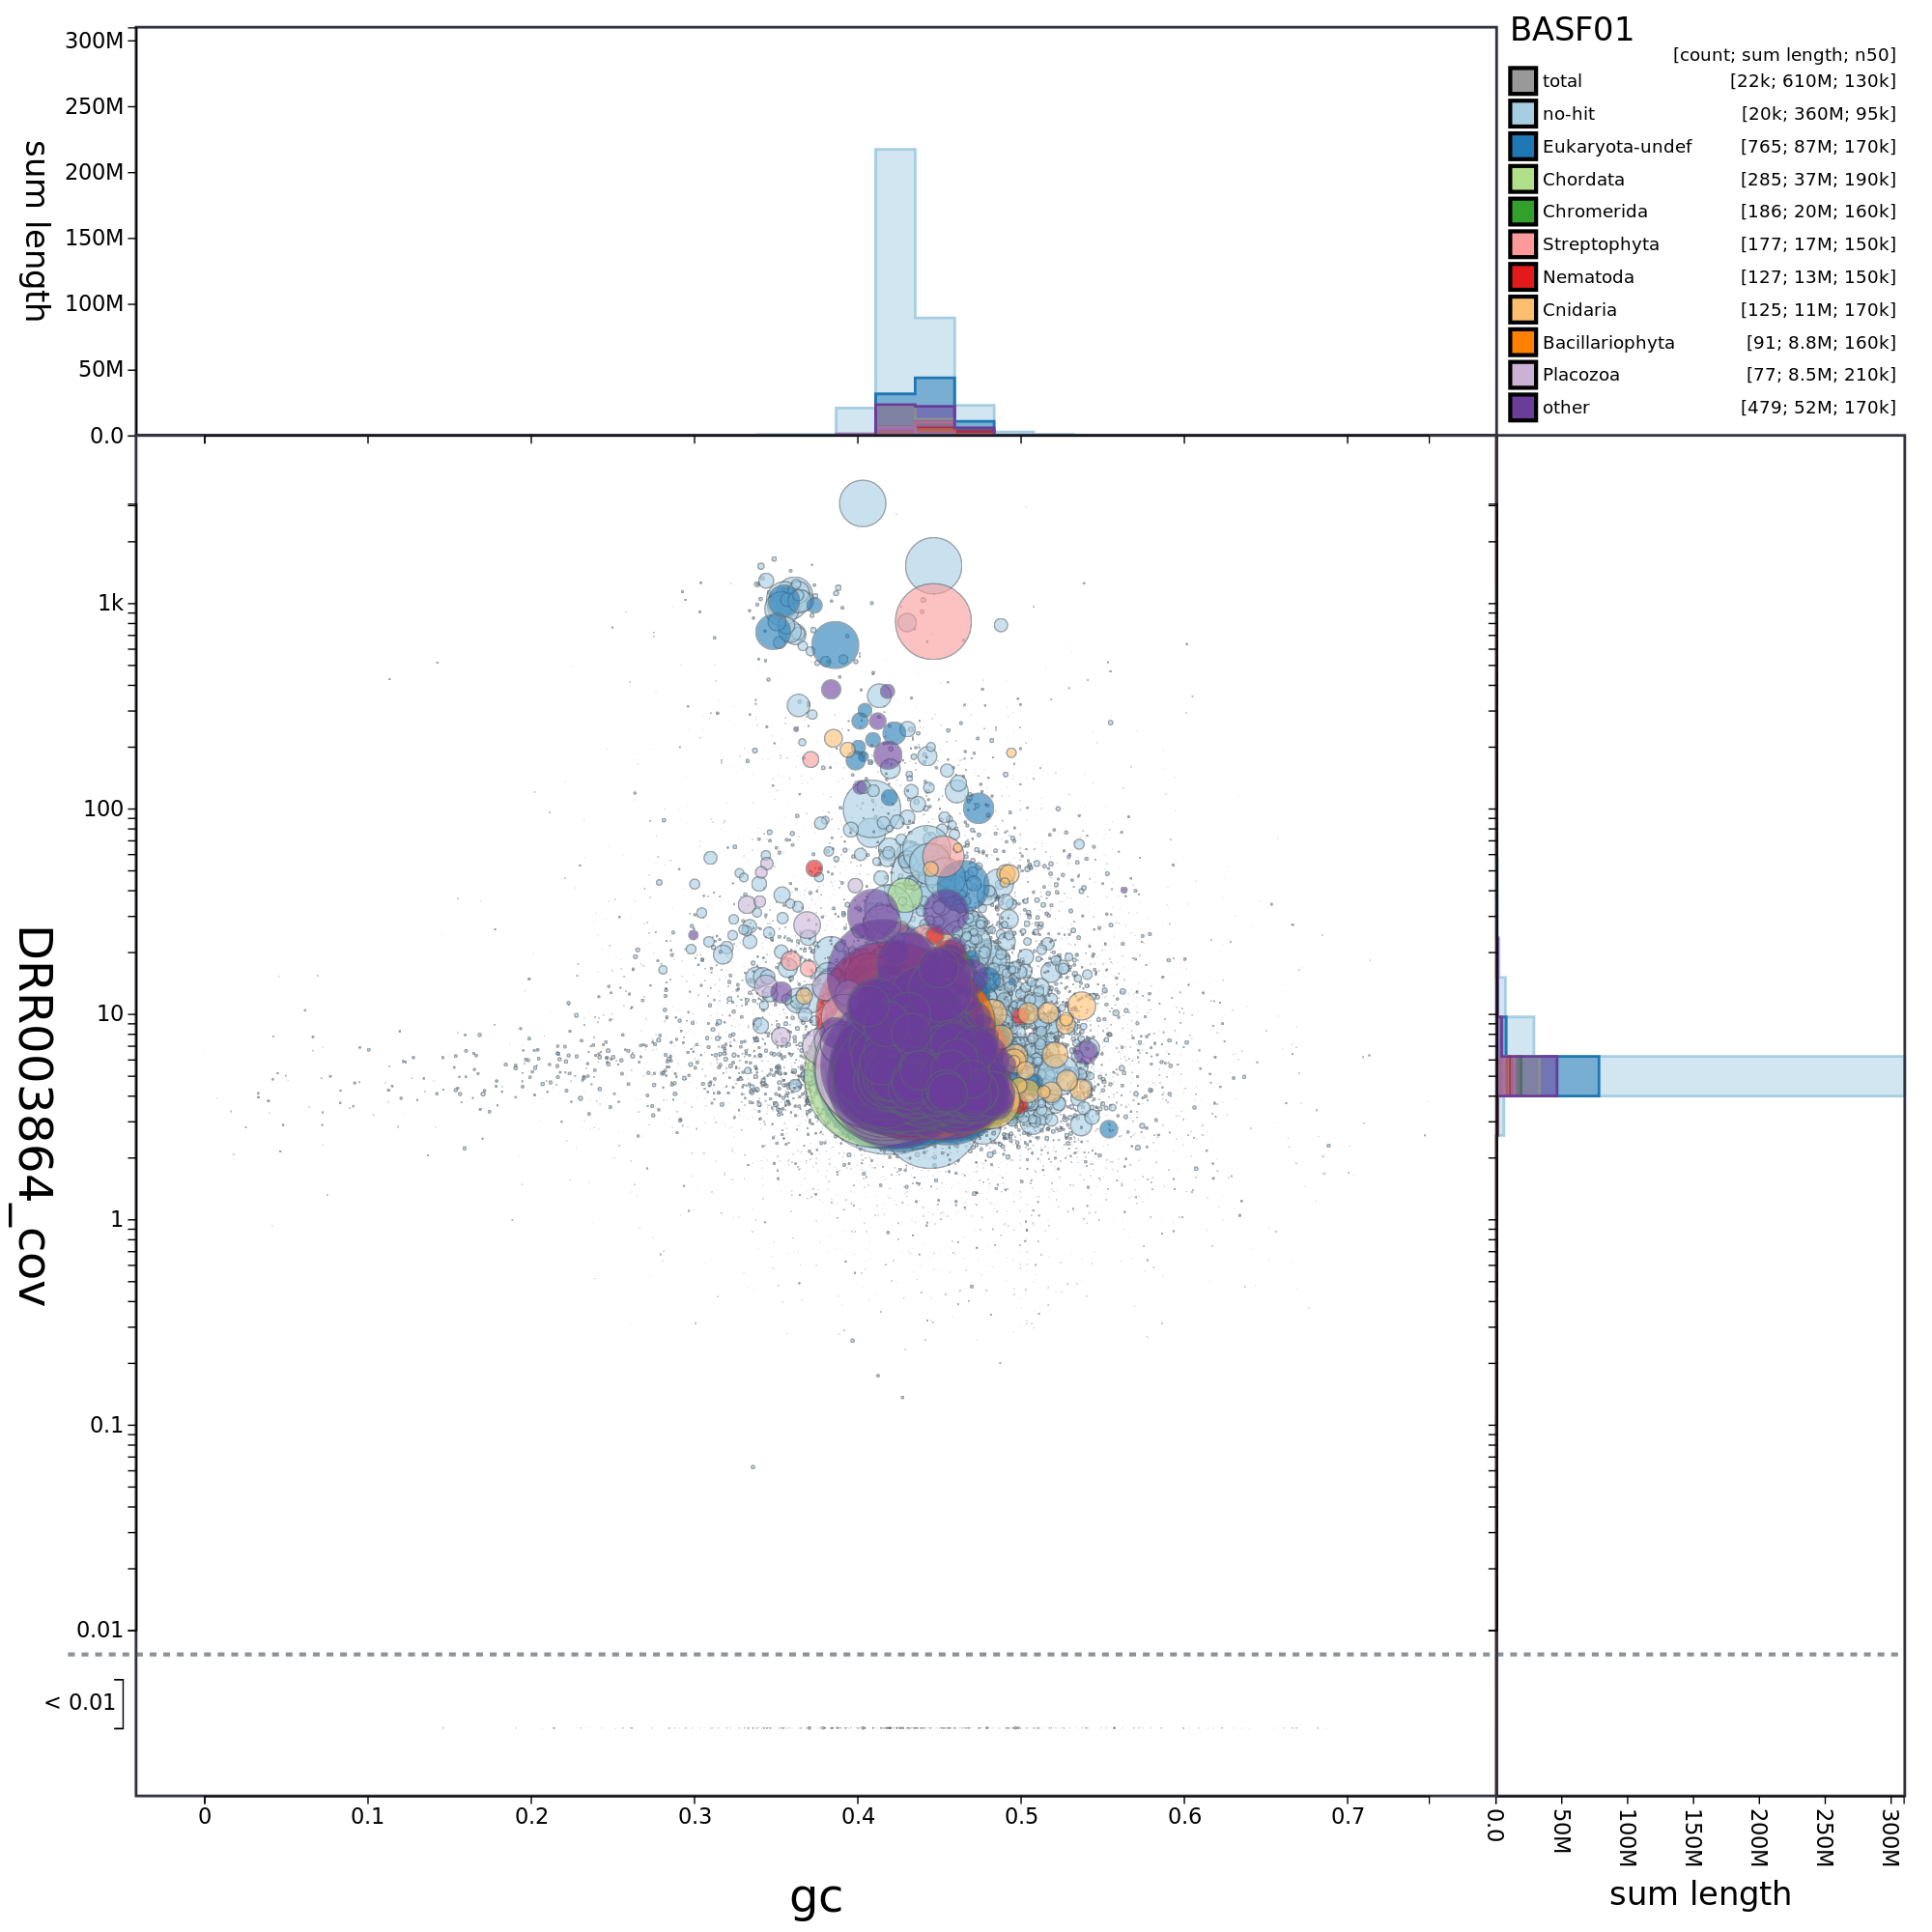 BASF01
[count; sum length; n50]
total [22k; 610M; 130k]
no-hit [20k; 360M; 95k]
Eukaryota-undef [765; 87M; 170k]
Chordata [285; 37M; 190k]
Chromerida [186; 20M; 160k]
Streptophyta [177; 17M; 150k]
Nematoda [127; 13M; 150k]
Cnidaria [125; 11M; 170k]
Bacillariophyta [91; 8.8M; 160k]
Placozoa [77; 8.5M; 210k]
other [479; 52M; 170k]
sum length
300M
250M
200M
150M
100M
50M
0.0
DRR003864_cov
1k
100
10
1
0.1
0.01
< 0.01
0 0.1 0.2 0.3 0.4 0.5 0.6 0.7
gc
0.0 50M 100M 150M 200M 250M 300M
sum length